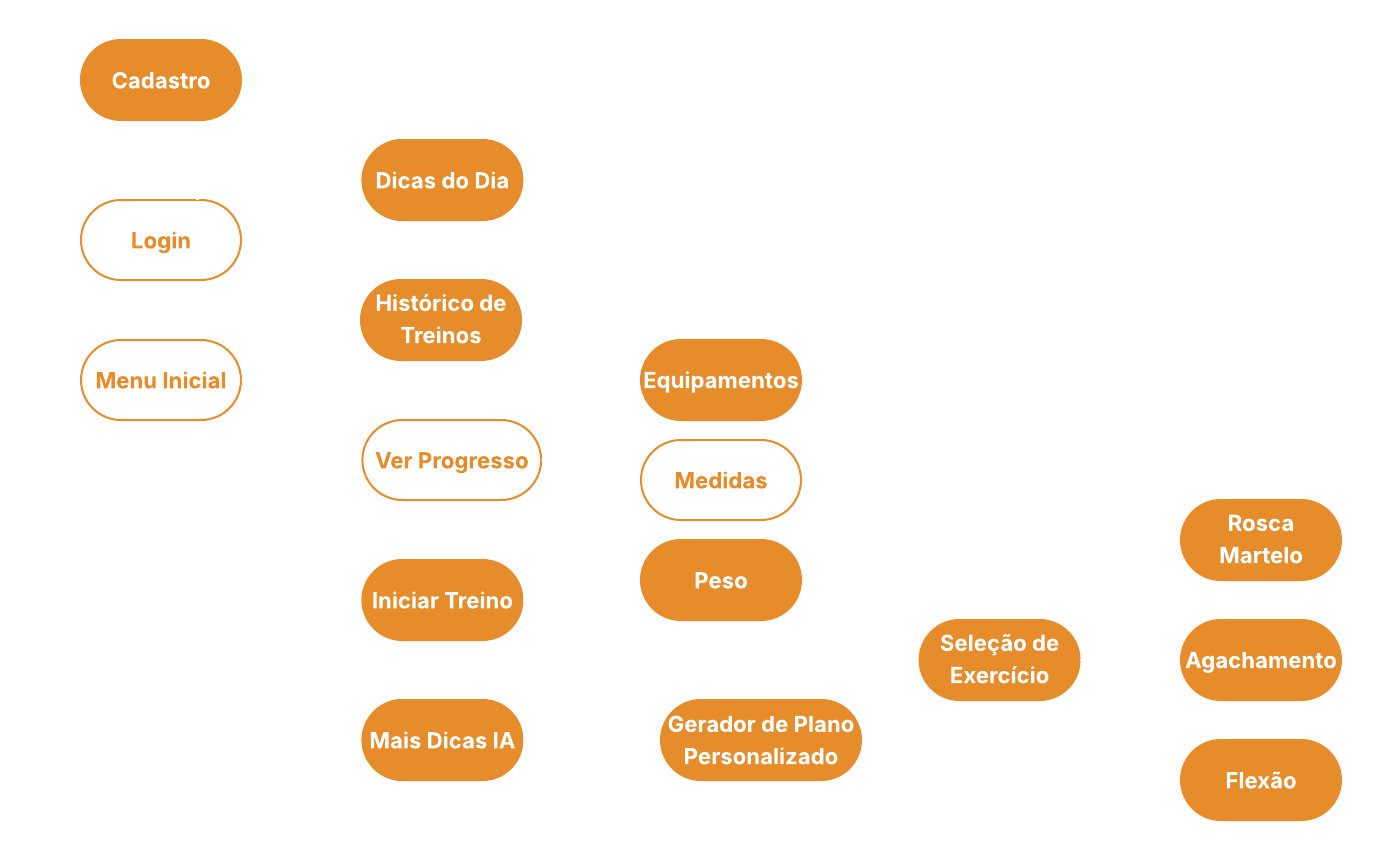 Cadastro
Login
Menu Inicial
Dicas do Dia
Histórico de
Treinos
Ver Progresso
Iniciar Treino
Mais Dicas IA
Equipamentos
Medidas
Peso
Gerador de Plano
Personalizado
Seleção de
Exercício
Rosca
Martelo
Agachamento
Flexão